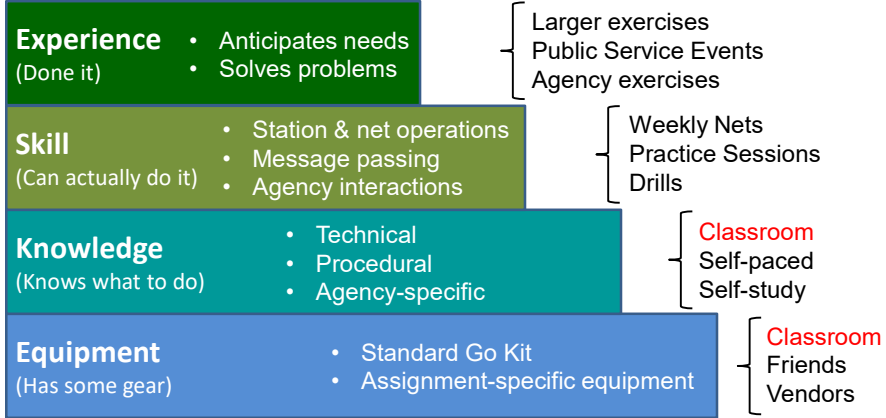 Experience
(Done it)
• Anticipates needs
• Solves problems
Larger exercises
Public Service Events
Agency exercises
Skill
(Can actually do it)
• Station & net operations
• Message passing
• Agency interactions
Weekly Nets
Practice Sessions
Drills
Knowledge
(Knows what to do)
• Technical
• Procedural
• Agency-specific
Classroom
Self-paced
Self-study
Equipment
(Has some gear)
• Standard Go Kit
• Assignment-specific equipment
Classroom
Friends
Vendors